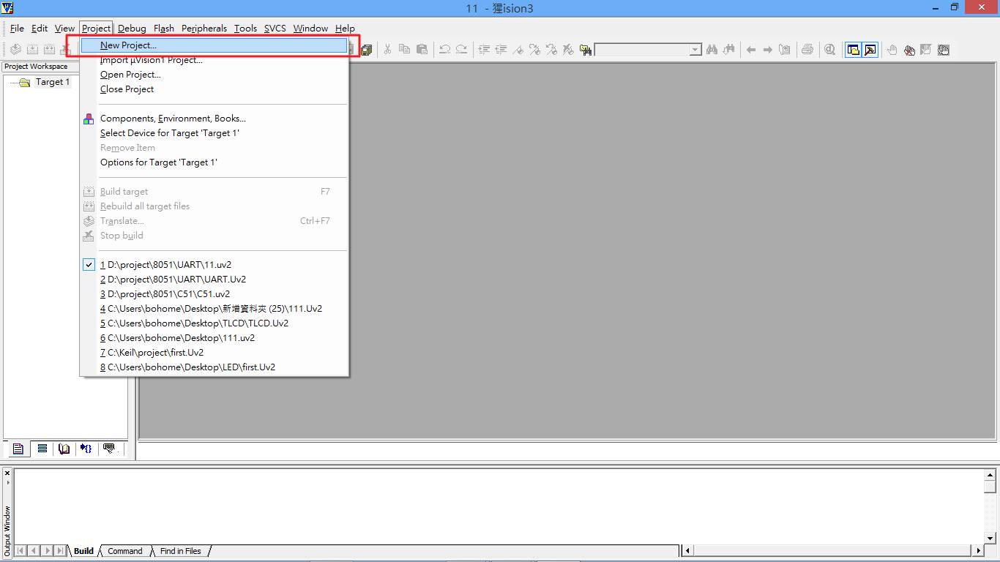 11 - 猩ision3
File Edit View Project Debug Flash Peripherals Tools SVCS Window Help
New Project...
Import µVision1 Project...
Open Project...
Close Project
Project Workspace
Target 1
Components, Environment, Books...
Select Device for Target 'Target 1'
Remove Item
Options for Target 'Target 1'
Build target F7
Rebuild all target files
Translate... Ctrl+F7
Stop build
1 D:\project\8051\UART\11.uv2
2 D:\project\8051\UART\UART.Uv2
3 D:\project\8051\C51\C51.uv2
4 C:\Users\bohome\Desktop\新增資料夾 (25)\111.Uv2
5 C:\Users\bohome\Desktop\TLCD\TLCD.Uv2
6 C:\Users\bohome\Desktop\111.uv2
7 C:\Keil\project\first.Uv2
8 C:\Users\bohome\Desktop\LED\first.Uv2
Output Window
Build Command Find in Files